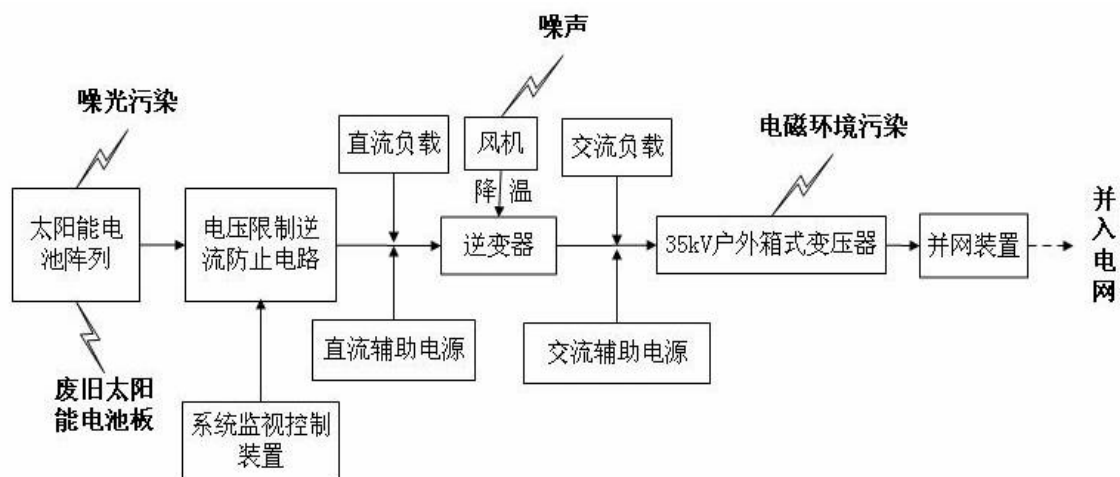 噪声
噪光污染
电磁环境污染
直流负载
风机
交流负载
降 温
太阳能电
池阵列
电压限制逆
流防止电路
逆变器
35kV户外箱式变压器
并网装置
并
入
电
网
直流辅助电源
交流辅助电源
废旧太阳
能电池板
系统监视控制
装置